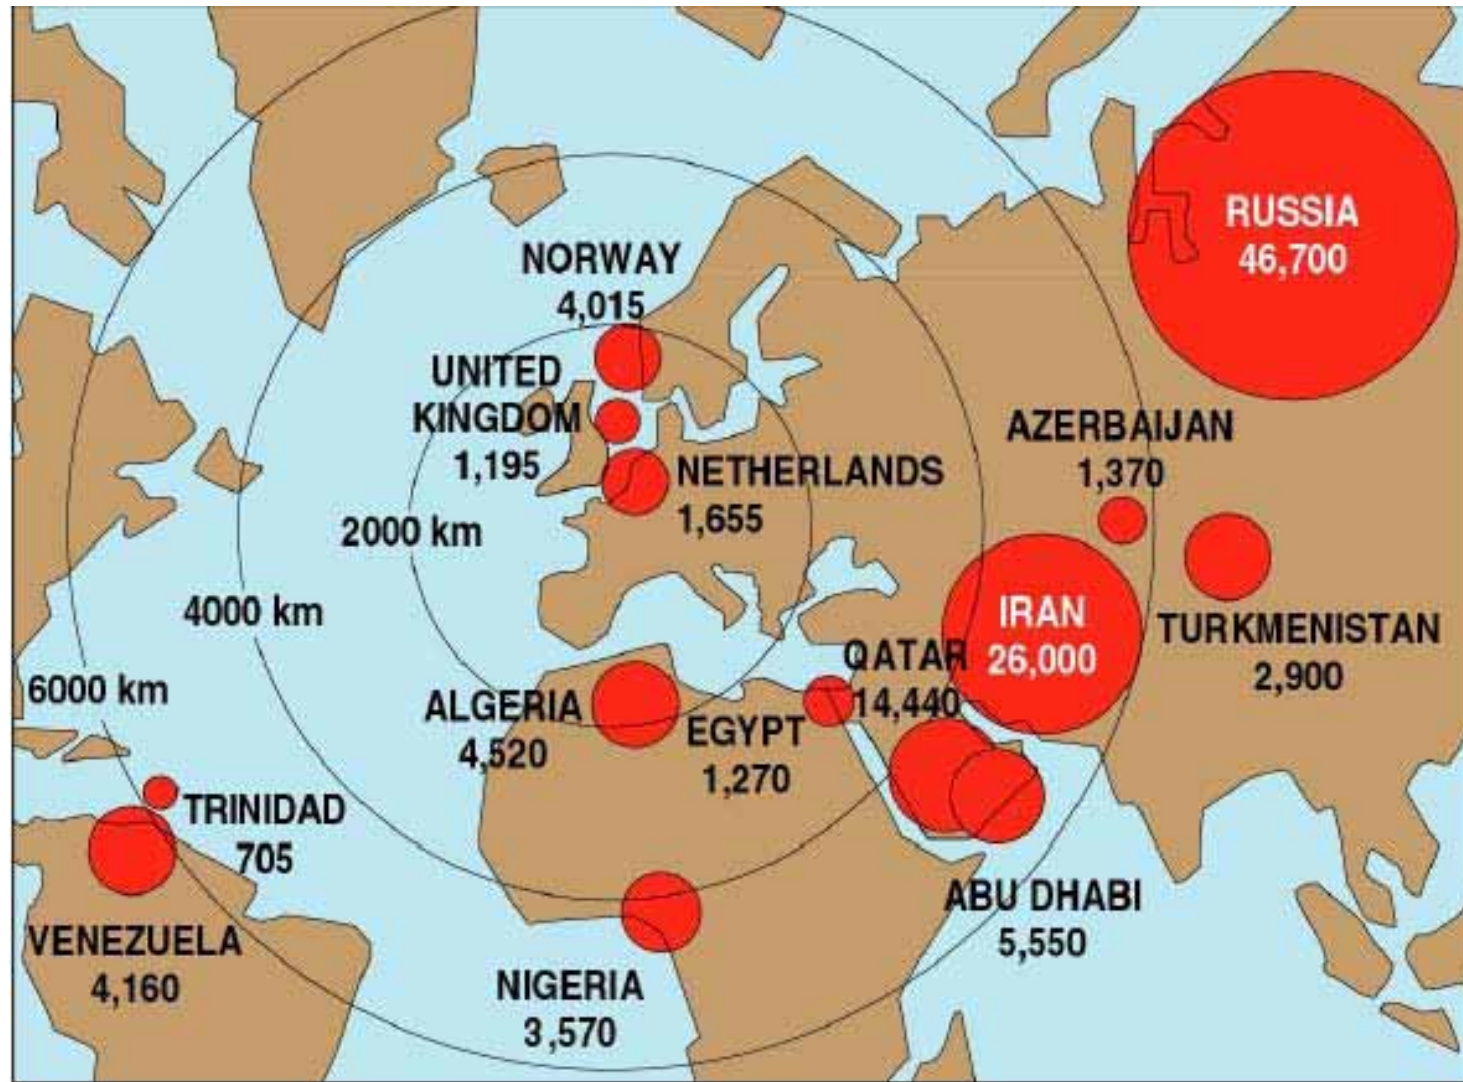 RUSSIA
46,700
NORWAY
4,015
UNITED
KINGDOM
1,195
AZERBAIJAN
1,370
NETHERLANDS
1,655
2000 km
4000 km
6000 km
IRAN
26,000
TURKMENISTAN
2,900
QATAR
14,440
ALGERIA
4,520
EGYPT
1,270
TRINIDAD
705
ABU DHABI
5,550
VENEZUELA
4,160
NIGERIA
3,570